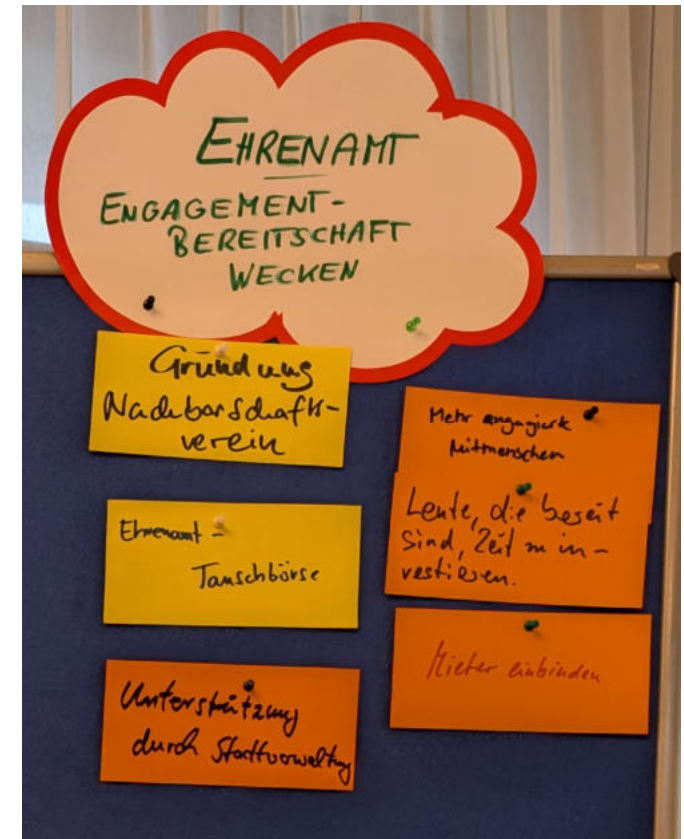 EHRENAMT
ENGAGEMENT-
BEREITSCHAFT
WECKEN
Gründung
Nachbarschafts-
verein
Ehrenamt -
Tauschbörse
Unterstützung
durch Stadtverwaltung
Mehr engagierte
Mitmenschen
Leute, die bereit
sind, Zeit zu in-
vestieren.
Mieter einbinden